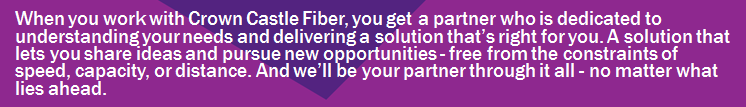 When you work with Crown Castle Fiber, you get a partner who is dedicated to
understanding your needs and delivering a solution that's right for you. A solution that
lets you share ideas and pursue new opportunities - free from the constraints of
speed, capacity, or distance. And we'll be your partner through it all - no matter what
lies ahead.